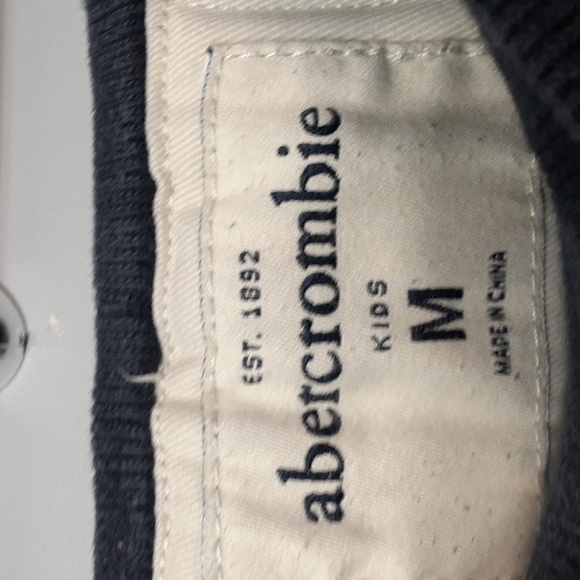 EST. 1892
abercrombie
KIDS
M
MADE IN CHINA